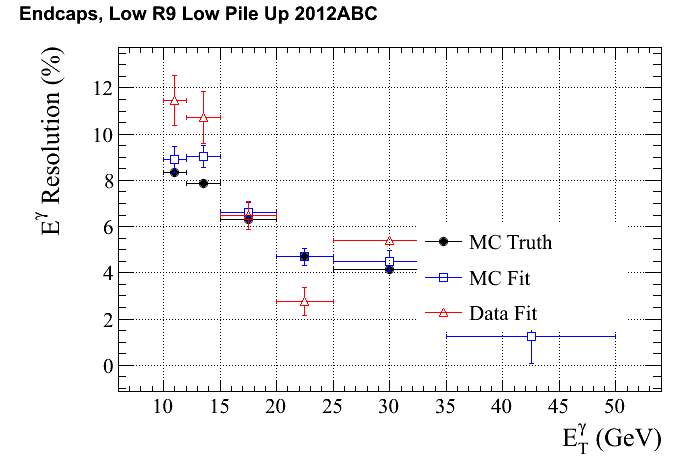 Endcaps, Low R9 Low Pile Up 2012ABC
E^γ Resolution (%)
12
10
8
6
4
2
0
MC Truth
MC Fit
Data Fit
10 15 20 25 30 35 40 45 50
E_T^γ (GeV)